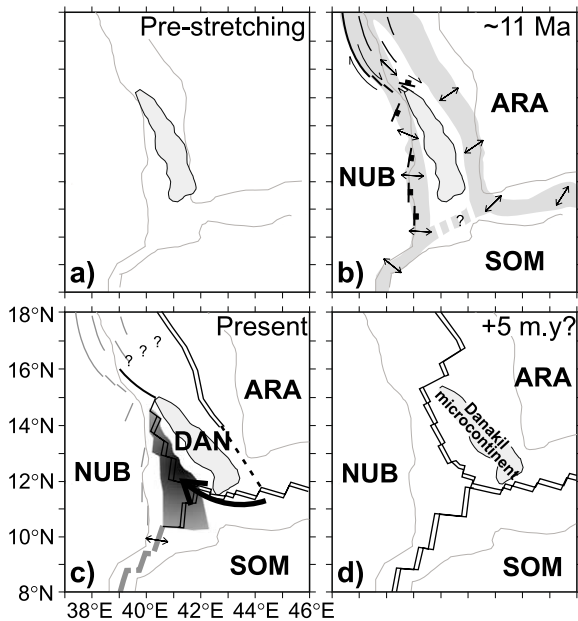 Pre-stretching
a)
~11 Ma
ARA
NUB
?
SOM
b)
18°N
16°N
14°N
12°N
10°N
8°N
Present
? ? ?
ARA
DAN
NUB
SOM
c)
38°E 40°E 42°E 44°E 46°E
+5 m.y?
ARA
Danakil
microcontinent
NUB
SOM
d)